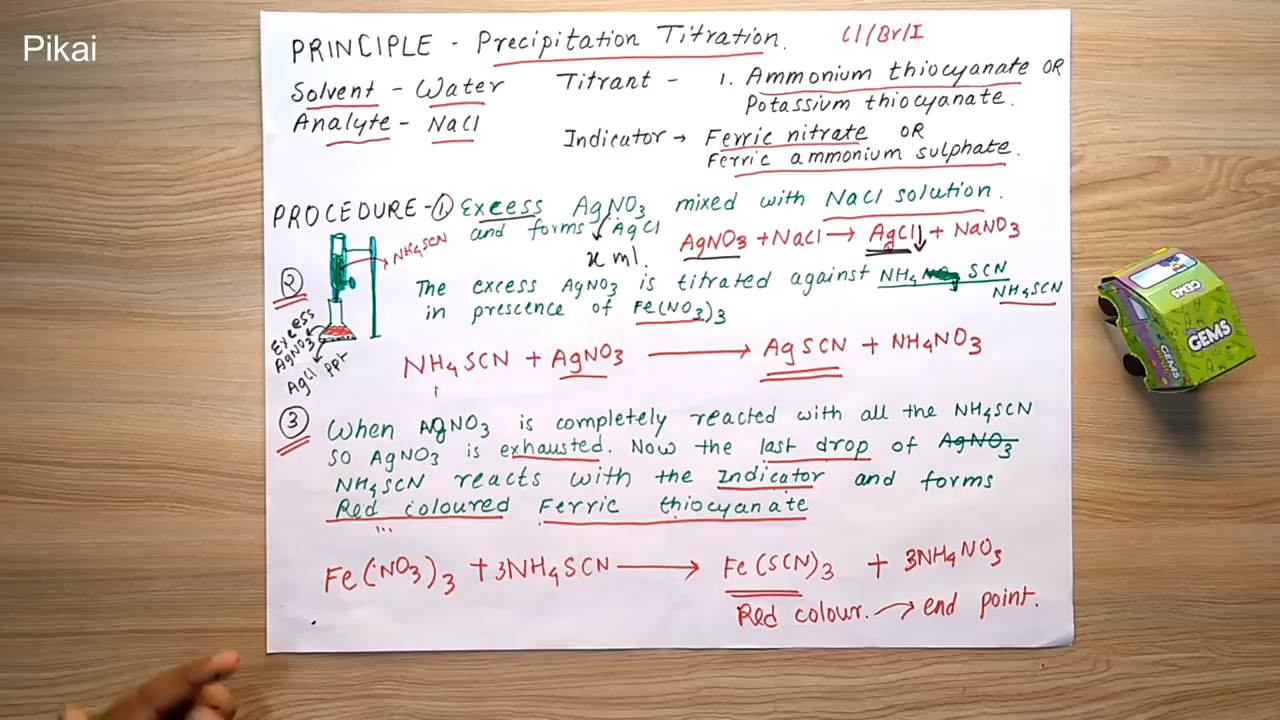 Pikai
PRINCIPLE - Precipitation Titration. Cl/Br/I
Solvent - Water
Analyte - NaCl
Titrant - 1. Ammonium thiocyanate OR
Potassium thiocyanate.
Indicator → Ferric nitrate OR
Ferric ammonium sulphate.
PROCEDURE - ① Excess AgNO3 mixed with NaCl solution.
and forms AgCl
AgNO3 + NaCl → AgCl↓ + NaNO3
x ml.
NH4SCN
②
The excess AgNO3 is titrated against NH4 SCN
NH4SCN
in prescence of Fe(NO3)3
Excess
AgNO3
AgCl PPt
NH4SCN + AgNO3 → AgSCN + NH4NO3
③ When AgNO3 is completely reacted with all the NH4SCN
so AgNO3 is exhausted. Now the last drop of AgNO3
NH4SCN reacts with the Indicator and forms
Red coloured Ferric thiocyanate
Fe(NO3)3 + 3NH4SCN → Fe(SCN)3 + 3NH4NO3
Red colour. → end point.
GEMS
GEMS
GEMS